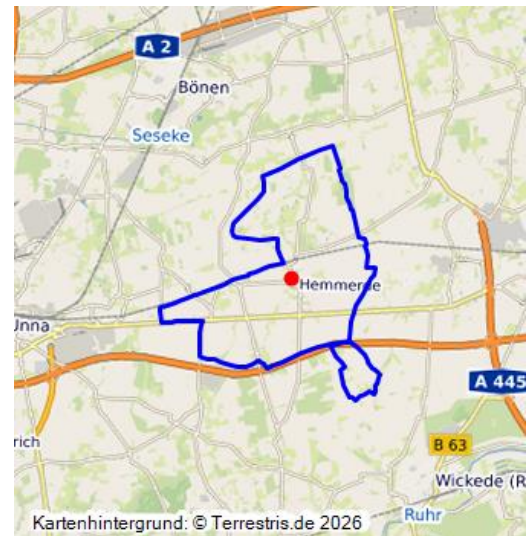 A 2
Bönen
Seseke
Hemmerde
Unna
A 445
rich
B 63
Wickede (R
Ruhr
Kartenhintergrund: © Terrestris.de 2026